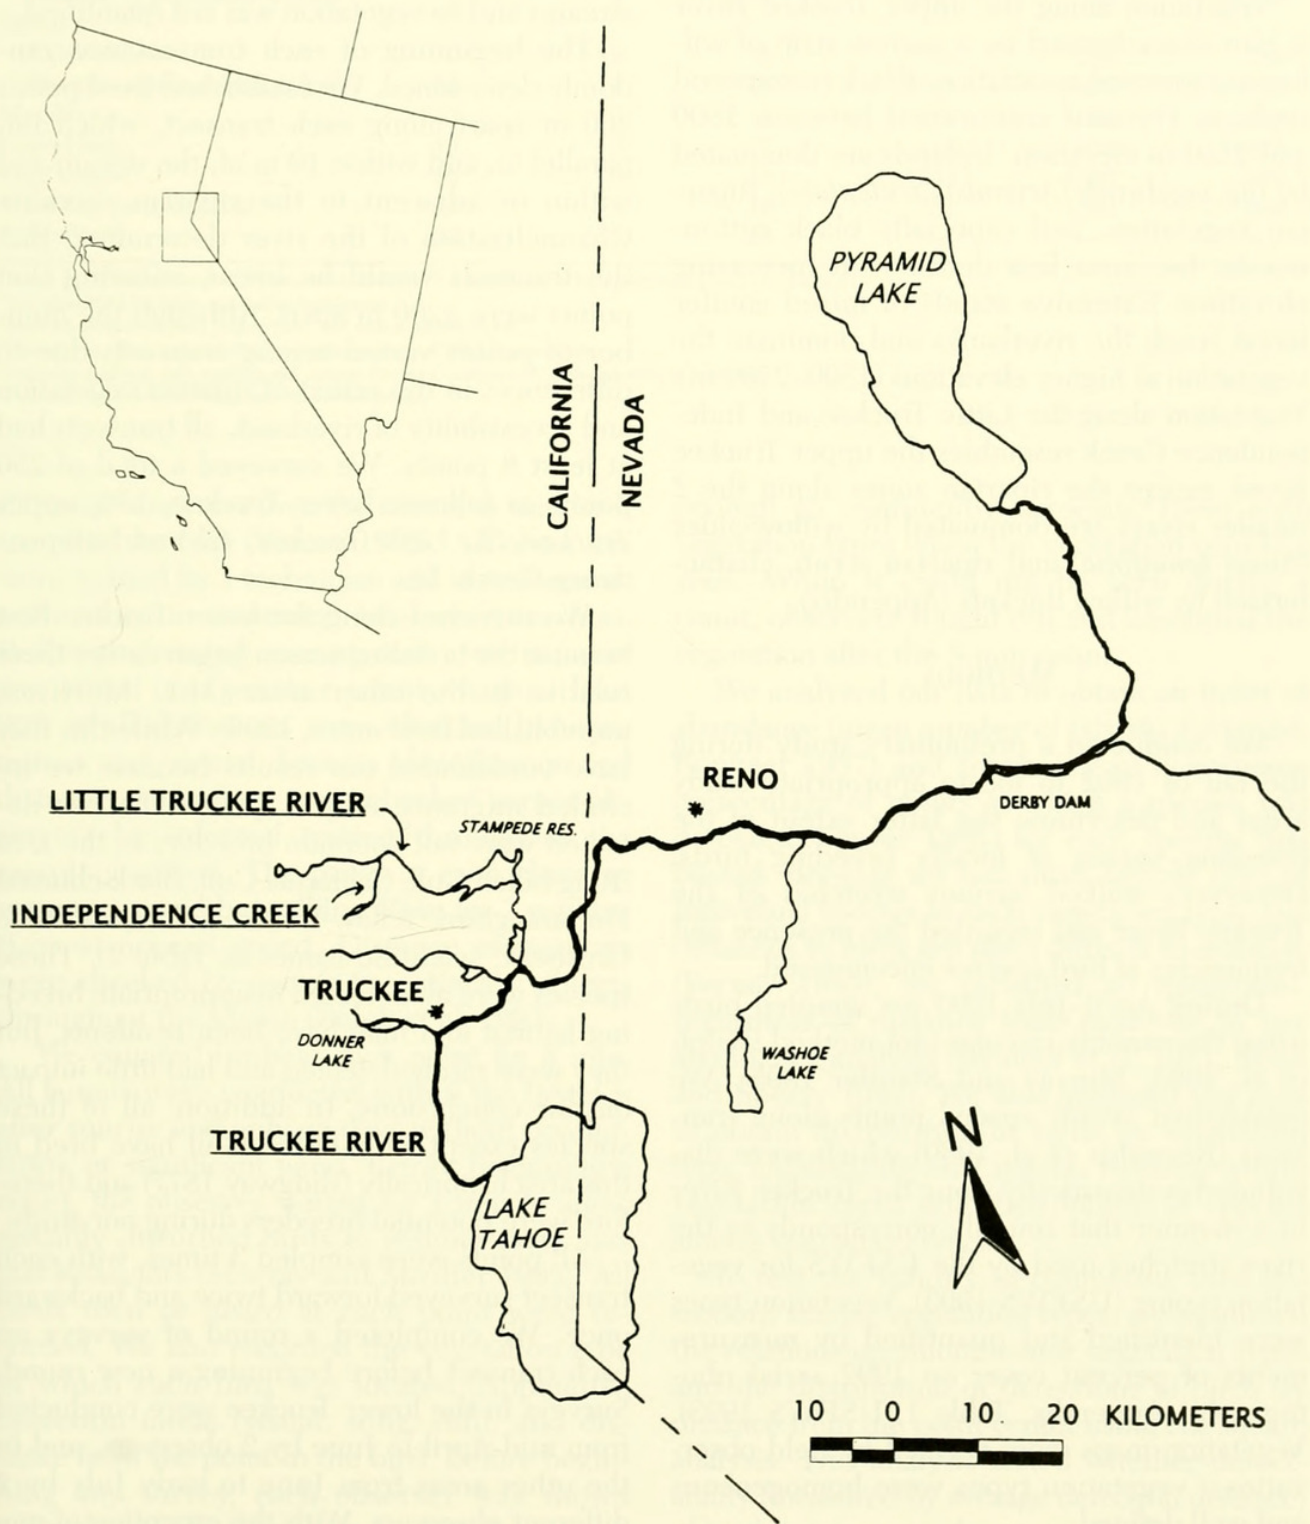 PYRAMID
LAKE
CALIFORNIA
NEVADA
RENO
DERBY DAM
LITTLE TRUCKEE RIVER
STAMPEDE RES.
INDEPENDENCE CREEK
TRUCKEE
DONNER
LAKE
WASHOE
LAKE
TRUCKEE RIVER
LAKE
TAHOE
N
10 0 10 20 KILOMETERS